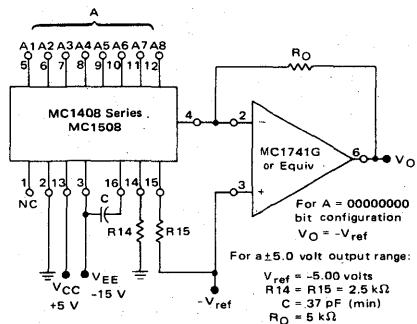 A
A1 A2 A3 A4 A5 A6 A7 A8
5 6 7 8 9 10 11 12
RO
MC1408 Series
MC1508
4
2
−
MC1741G
or Equiv
6
VO
3
+
1 2 13 3 16 14 15
NC
C
R14
R15
VCC
+5 V
VEE
-15 V
-Vref
For A = 00000000
bit configuration
VO = -Vref
For a ±5.0 volt output range:
Vref = -5.00 volts
R14 = R15 = 2.5 kΩ
C = .37 pF (min)
RO = 5 kΩ